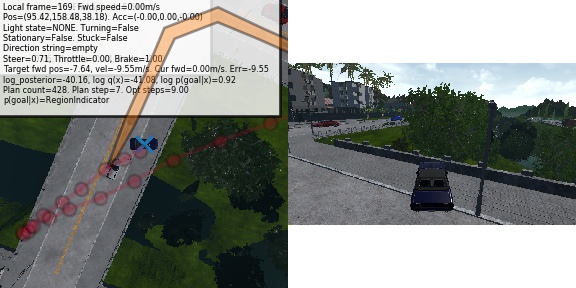 Local frame=169. Fwd speed=0.00m/s
Pos=(95.42,158.48,38.18). Acc=(-0.00,0.00,-0.00)
Light state=NONE. Turning=False
Stationary=False. Stuck=False
Direction string=empty
Steer=0.71, Throttle=0.00, Brake=1.00
Target fwd pos=-7.64, vel=-9.55m/s. Cur fwd=0.00m/s. Err=-9.55
log_posterior=-40.16, log q(x)=-41.08, log p(goal|x)=0.92
Plan count=428. Plan step=7. Opt steps=9.00
p(goal|x)=RegionIndicator